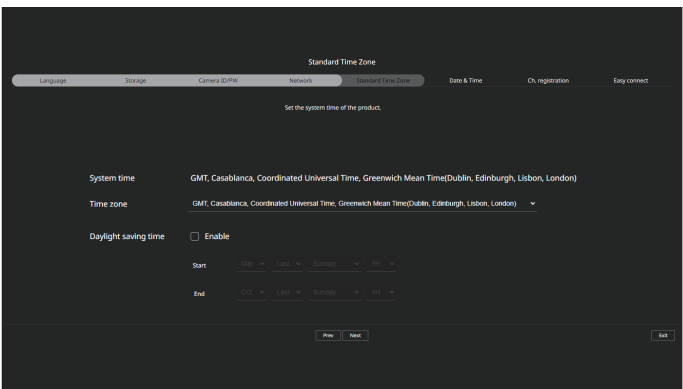 Standard Time Zone
Language Storage Camera ID/PW Network Standard Time Zone Date & Time Ch. registration Easy connect
Set the system time of the product.
System time GMT, Casablanca, Coordinated Universal Time, Greenwich Mean Time(Dublin, Edinburgh, Lisbon, London)
Time zone GMT, Casablanca, Coordinated Universal Time, Greenwich Mean Time(Dublin, Edinburgh, Lisbon, London)
Daylight saving time Enable
Start Mar Last Sunday 1H
End Oct Last Sunday 1H
Prev Next Exit